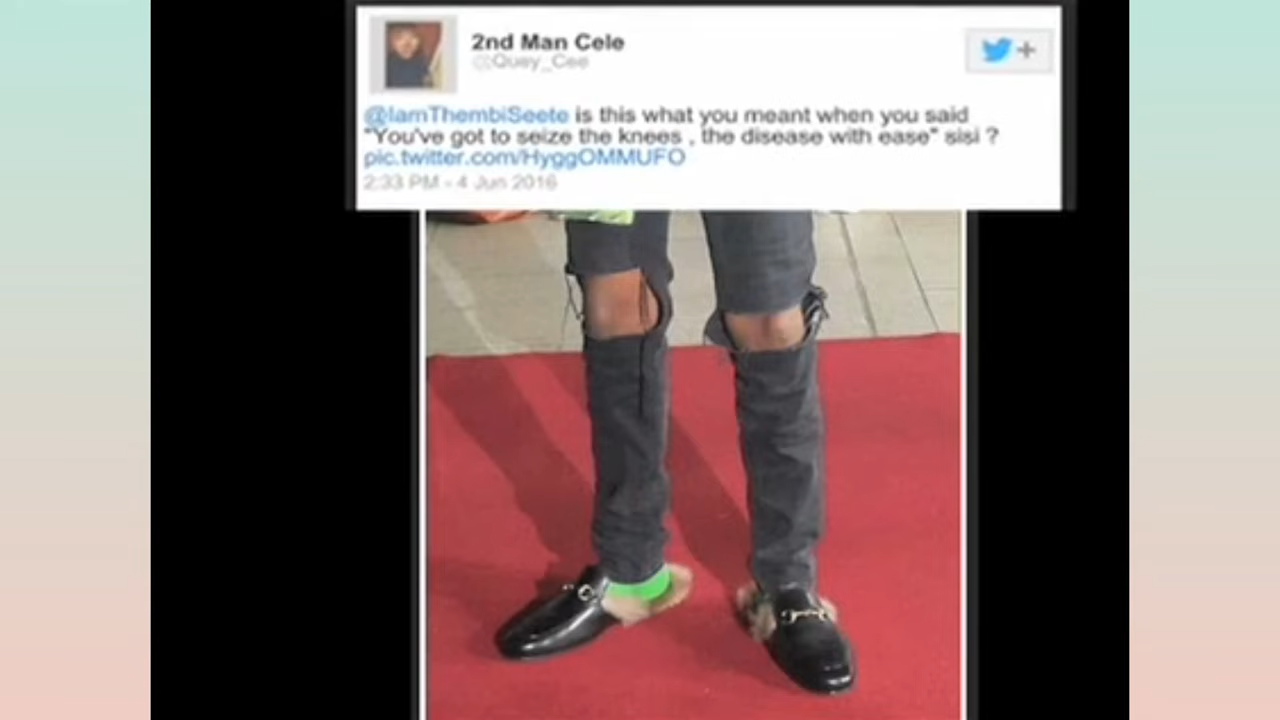 2nd Man Cele
@Quey_Cee
@IamThembiSeete is this what you meant when you said
"You've got to seize the knees , the disease with ease" sisi ?
pic.twitter.com/HyggOMMUFO
2:33 PM - 4 Jun 2016